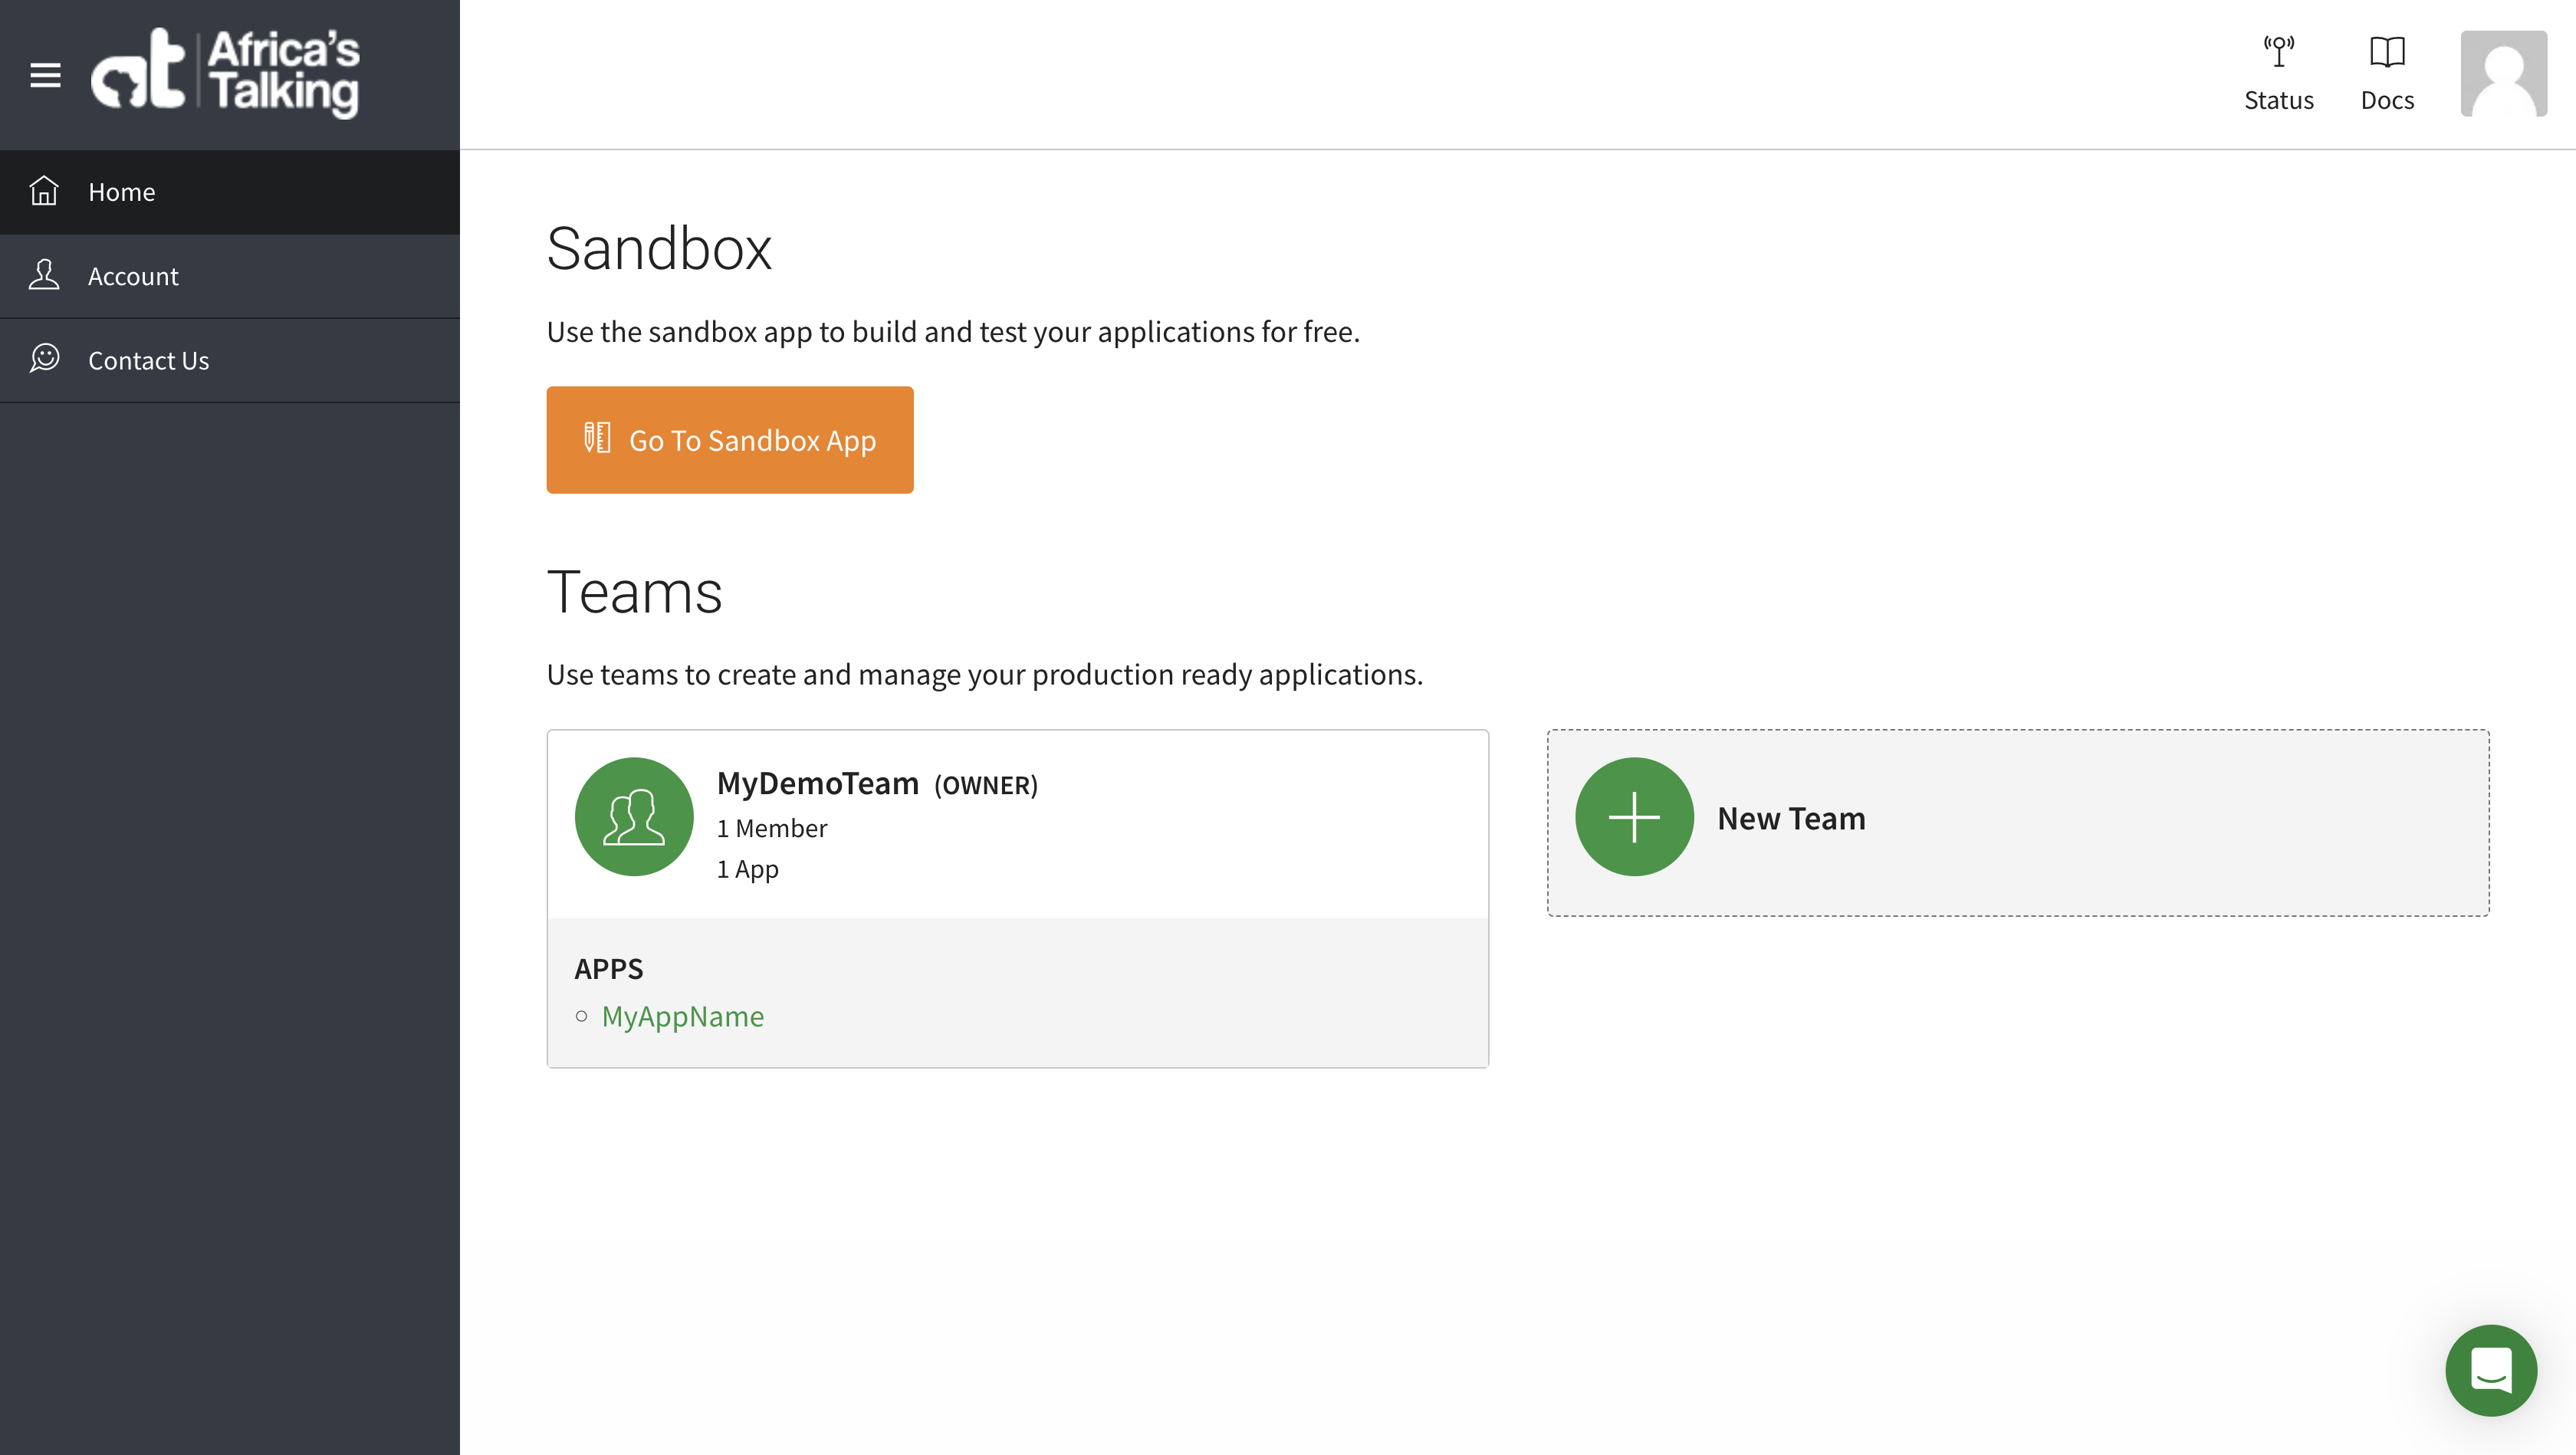 at | Africa's
Talking
Status
Docs
Home
Account
Contact Us
Sandbox
Use the sandbox app to build and test your applications for free.
Go To Sandbox App
Teams
Use teams to create and manage your production ready applications.
MyDemoTeam (OWNER)
1 Member
1 App
New Team
APPS
MyAppName